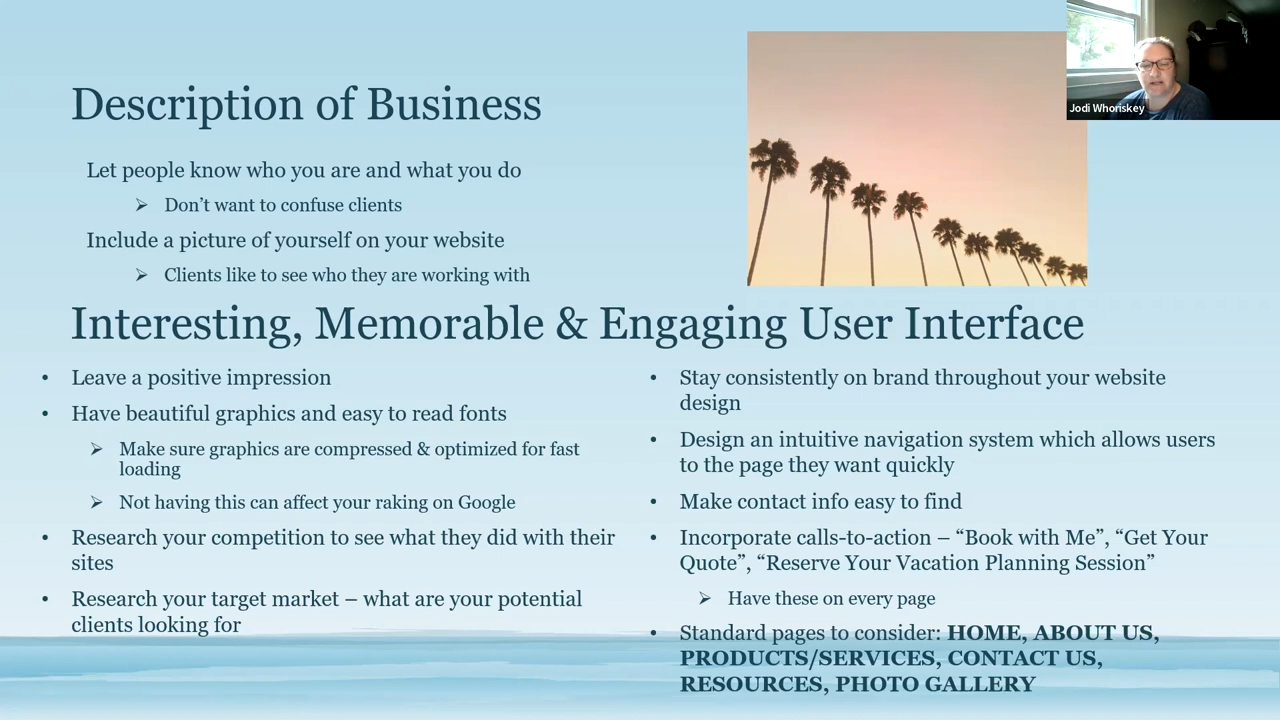 Jodi Whoriskey
Description of Business
Let people know who you are and what you do
Don’t want to confuse clients
Include a picture of yourself on your website
Clients like to see who they are working with
Interesting, Memorable & Engaging User Interface
Leave a positive impression
Have beautiful graphics and easy to read fonts
Make sure graphics are compressed & optimized for fast
loading
Not having this can affect your raking on Google
Research your competition to see what they did with their
sites
Research your target market – what are your potential
clients looking for
Stay consistently on brand throughout your website
design
Design an intuitive navigation system which allows users
to the page they want quickly
Make contact info easy to find
Incorporate calls-to-action – “Book with Me”, “Get Your
Quote”, “Reserve Your Vacation Planning Session”
Have these on every page
Standard pages to consider: HOME, ABOUT US,
PRODUCTS/SERVICES, CONTACT US,
RESOURCES, PHOTO GALLERY